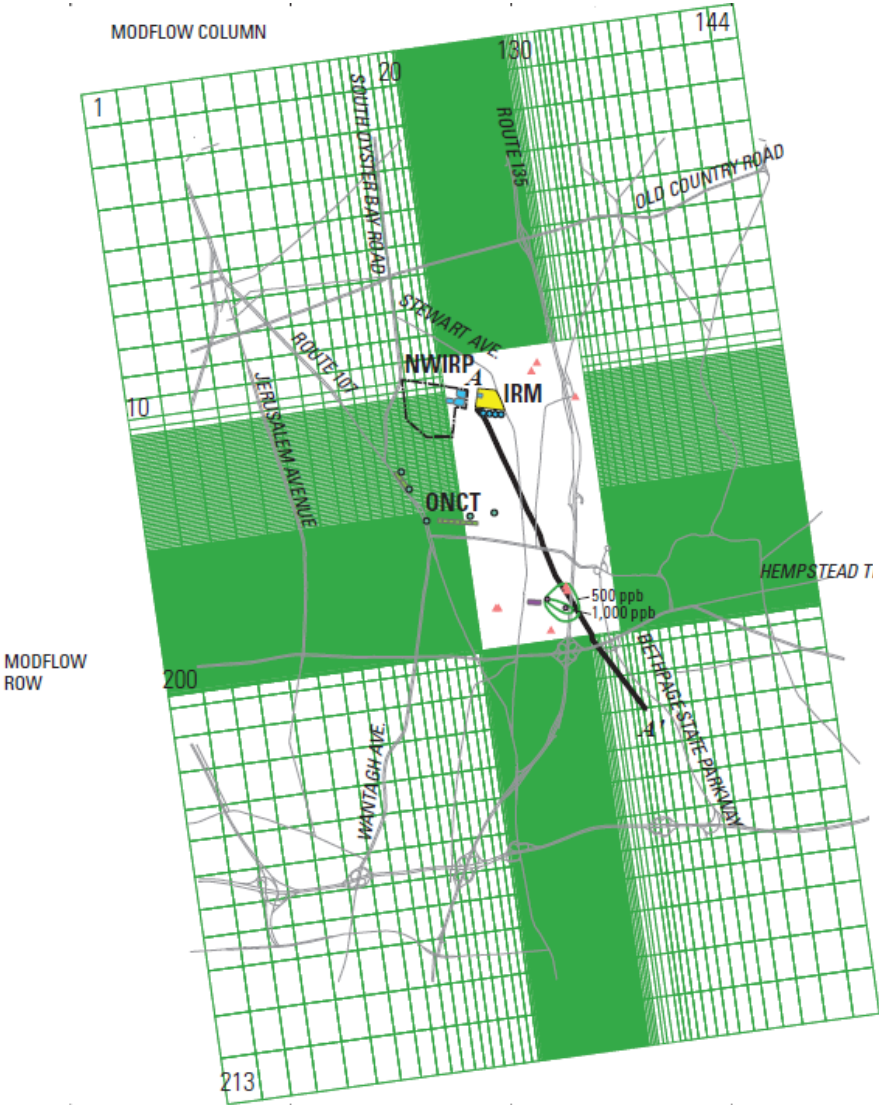 MODFLOW COLUMN
144
130
20
1
SOUTH OYSTER BAY ROAD
ROUTE 135
OLD COUNTRY ROAD
STEWART AVE.
ROUTE 107
NWIRP
A
IRM
10
JERUSALEM AVENUE
ONCT
HEMPSTEAD T
500 ppb
1,000 ppb
MODFLOW
ROW
200
BETHPAGE STATE PARKWAY
A'
WANTAGH AVE.
213